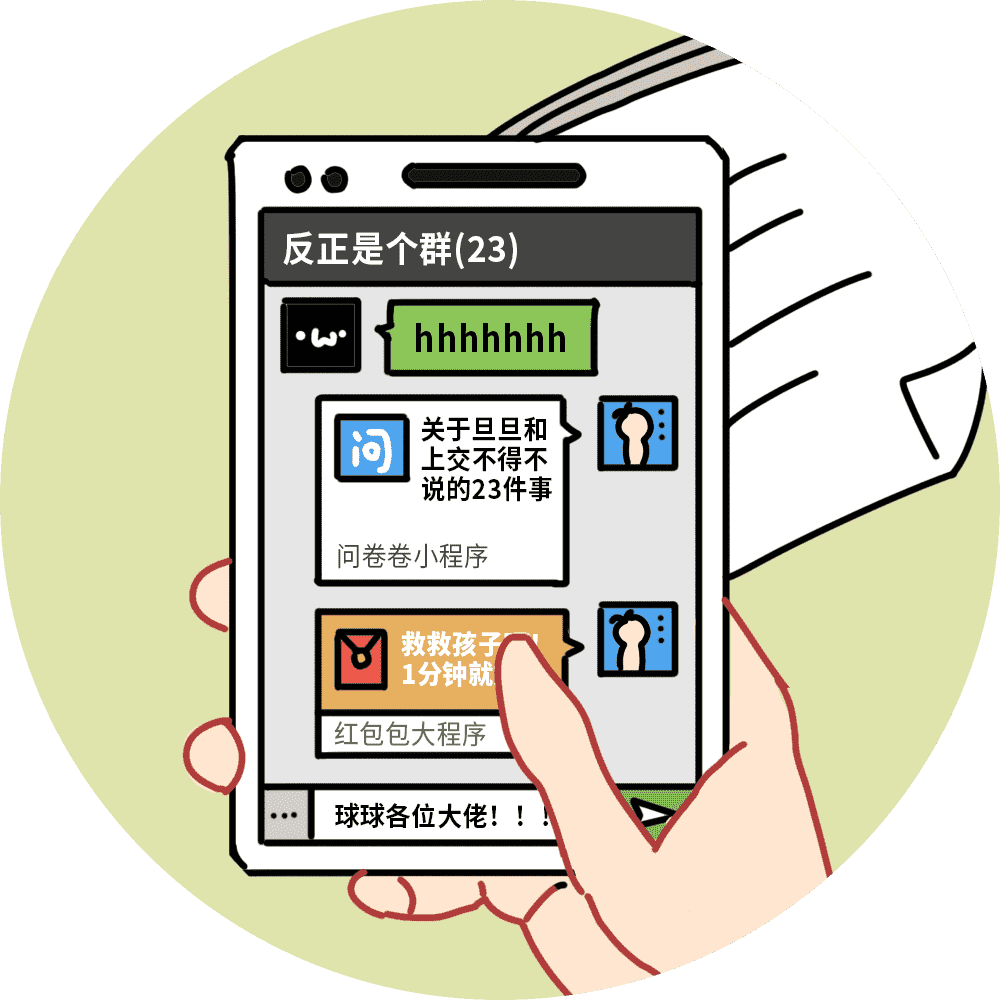 反正是个群(23)
hhhhhhh
问
关于旦旦和
上交不得不
说的23件事
问卷卷小程序
救救孩子
1分钟就
红包包大程序
球球各位大佬！！！